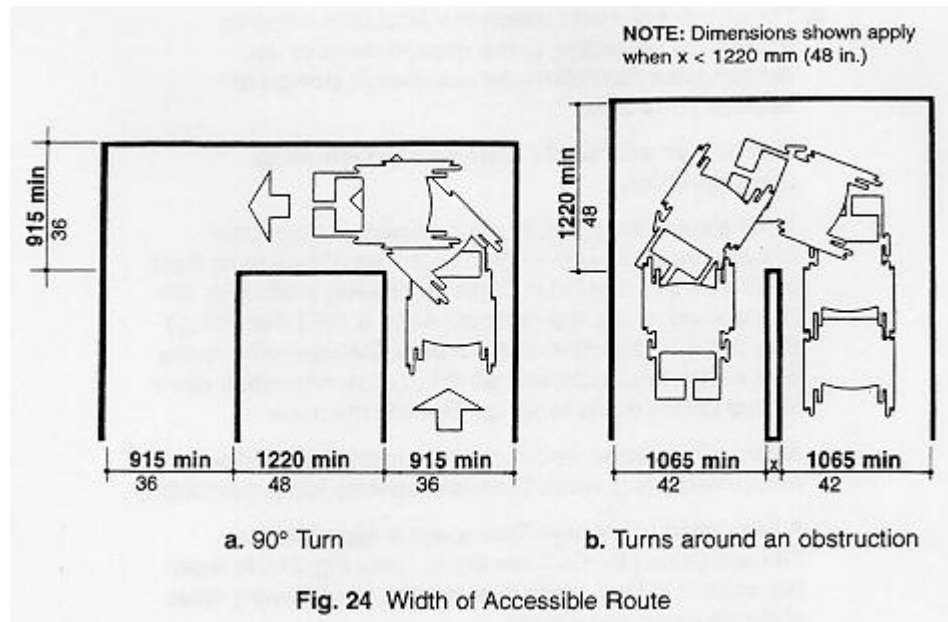 NOTE: Dimensions shown apply
when x < 1220 mm (48 in.)
915 min
36
1220 min
48
915 min 1220 min 915 min
36 48 36
1065 min x 1065 min
42 42
a. 90° Turn
b. Turns around an obstruction
Fig. 24 Width of Accessible Route